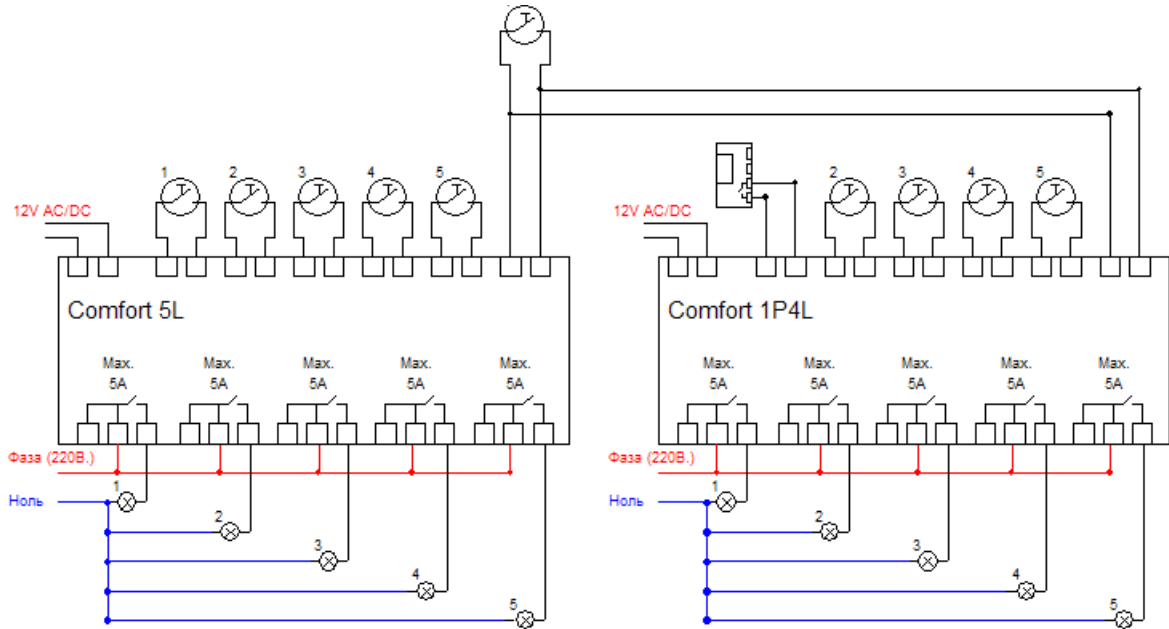 1 2 3 4 5
12V AC/DC
Comfort 5L
Max. 5A
Max. 5A
Max. 5A
Max. 5A
Max. 5A
Фаза (220В.)
Ноль
1
2
3
4
5
2 3 4 5
12V AC/DC
Comfort 1P4L
Max. 5A
Max. 5A
Max. 5A
Max. 5A
Max. 5A
Фаза (220В.)
Ноль
1
2
3
4
5